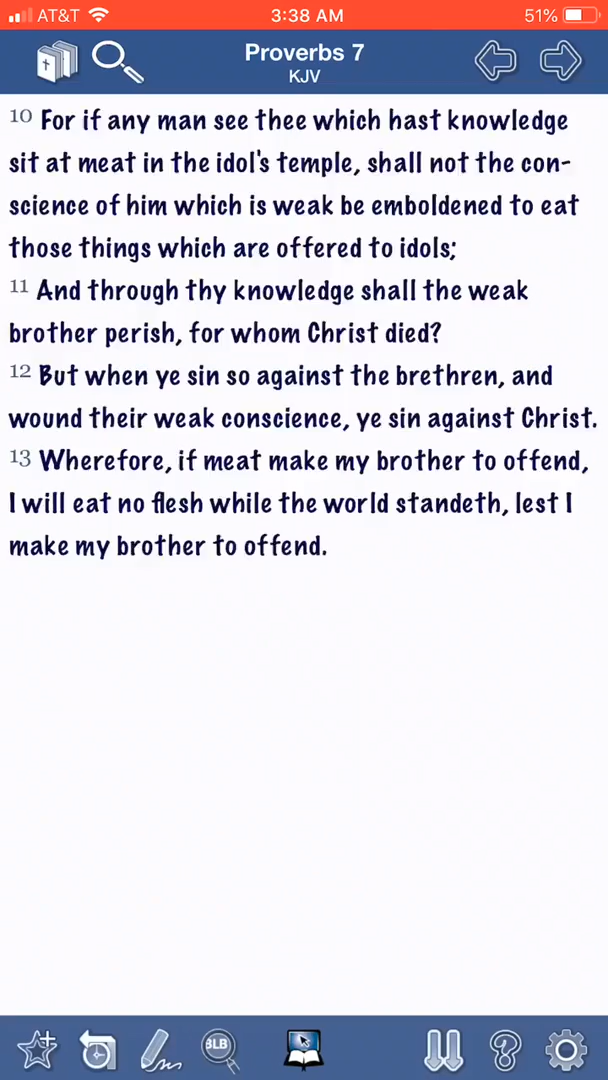 AT&T 3:38 AM 51%
Proverbs 7
KJV
10 For if any man see thee which hast knowledge
sit at meat in the idol's temple, shall not the con-
science of him which is weak be emboldened to eat
those things which are offered to idols;
11 And through thy knowledge shall the weak
brother perish, for whom Christ died?
12 But when ye sin so against the brethren, and
wound their weak conscience, ye sin against Christ.
13 Wherefore, if meat make my brother to offend,
I will eat no flesh while the world standeth, lest I
make my brother to offend.
BLB